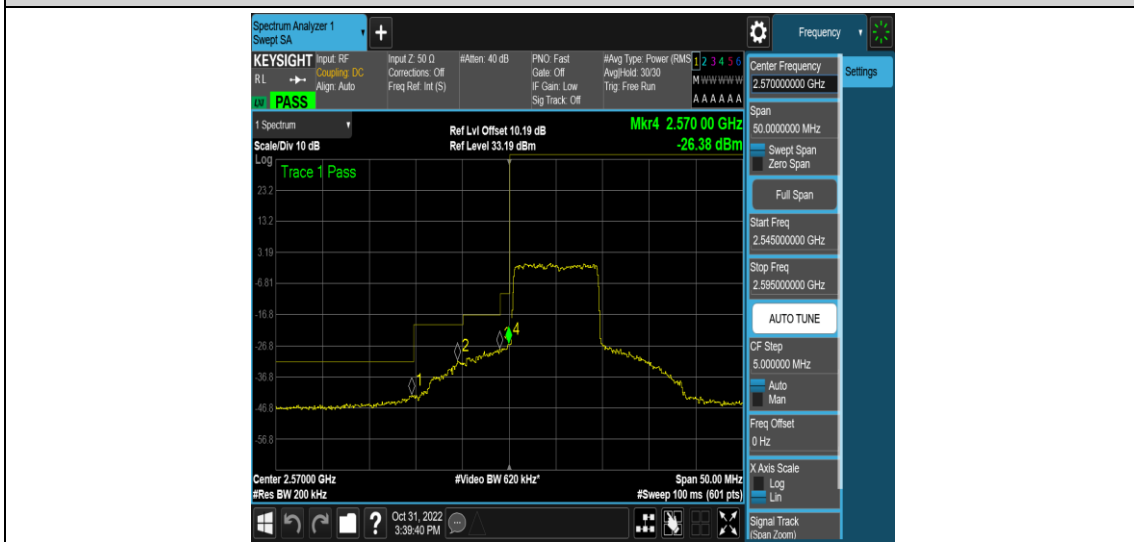 Spectrum Analyzer 1
Swept SA
+
Frequency
KEYSIGHT
RL
PASS
Input: RF
Coupling: DC
Align: Auto
Input Z: 50 Ω
Corrections: Off
Freq Ref: Int (S)
#Atten: 40 dB
PNO: Fast
Gate: Off
IF Gain: Low
Sig Track: Off
#Avg Type: Power (RMS
Avg|Hold: 30/30
Trig: Free Run
1 2 3 4 5 6
M W W W W W
A A A A A A
1 Spectrum
Scale/Div 10 dB
Ref Lvl Offset 10.19 dB
Ref Level 33.19 dBm
Mkr4 2.570 00 GHz
-26.38 dBm
Log
Trace 1 Pass
23.2
13.2
3.19
-6.81
-16.8
-26.8
-36.8
-46.8
-56.8
1
2
4
Center 2.57000 GHz
#Res BW 200 kHz
#Video BW 620 kHz*
Span 50.00 MHz
#Sweep 100 ms (601 pts)
?
Oct 31, 2022
3:39:40 PM
Center Frequency
2.570000000 GHz
Settings
Span
50.0000000 MHz
Swept Span
Zero Span
Full Span
Start Freq
2.545000000 GHz
Stop Freq
2.595000000 GHz
AUTO TUNE
CF Step
5.000000 MHz
Auto
Man
Freq Offset
0 Hz
X Axis Scale
Log
Lin
Signal Track
(Span Zoom)